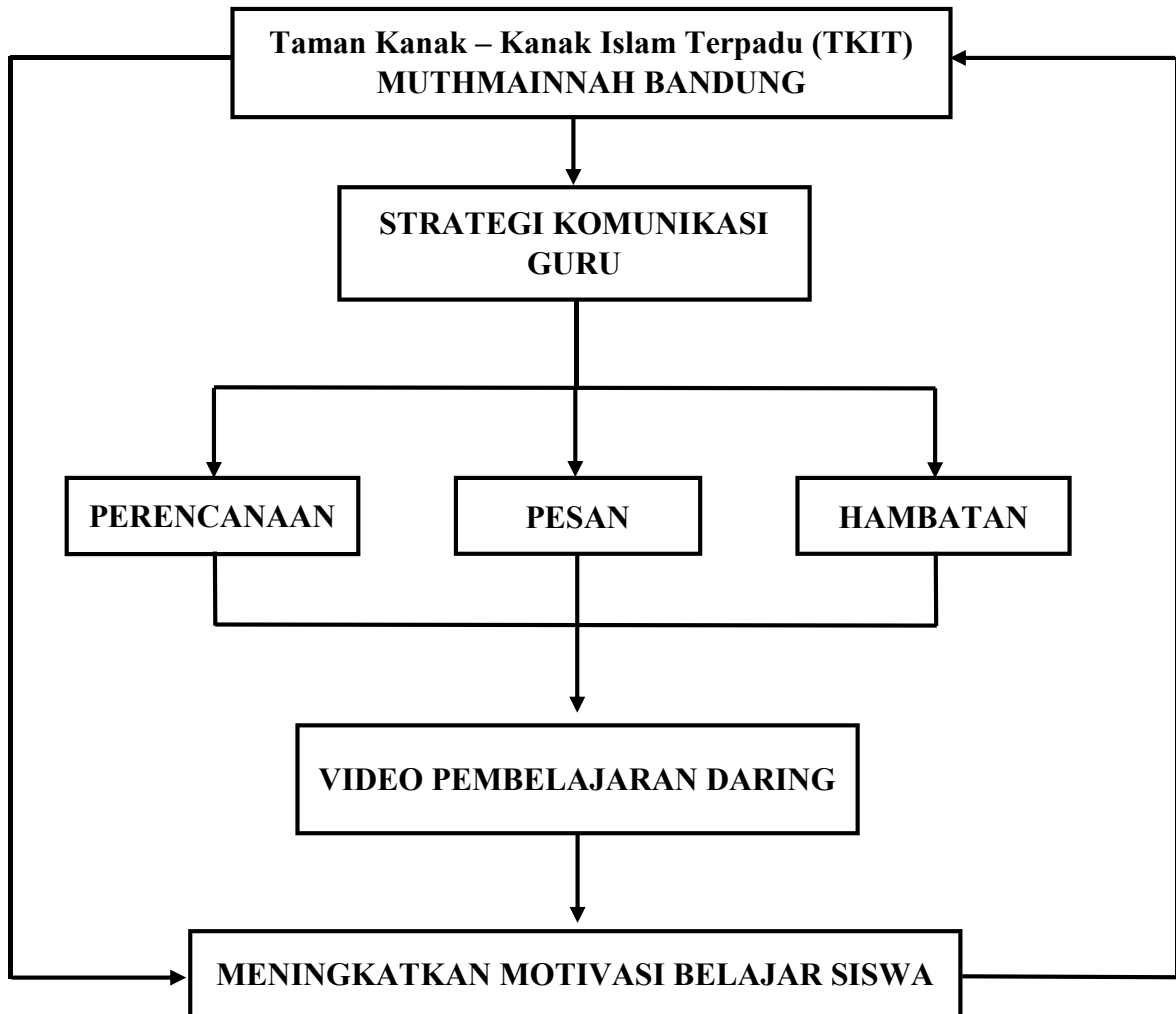 Taman Kanak – Kanak Islam Terpadu (TKIT)
MUTHMAINNAH BANDUNG
STRATEGI KOMUNIKASI
GURU
PERENCANAAN
PESAN
HAMBATAN
VIDEO PEMBELAJARAN DARING
MENINGKATKAN MOTIVASI BELAJAR SISWA